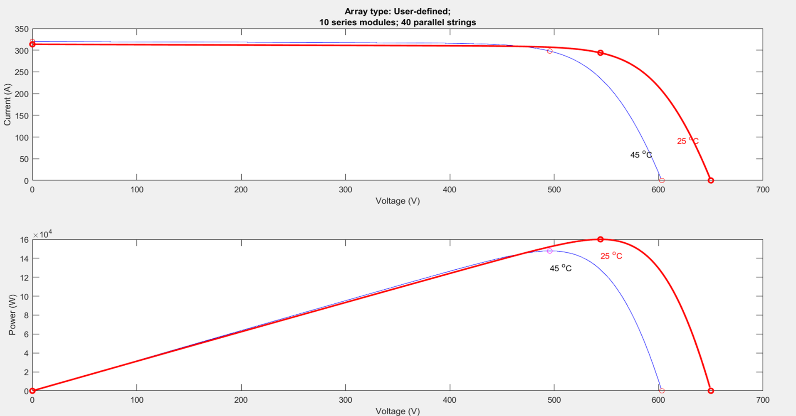 Array type: User-defined;
10 series modules; 40 parallel strings
350
300
250
200
150
100
50
0
Current (A)
45 °C
25 °C
0 100 200 300 400 500 600 700
Voltage (V)
×10⁴
16
14
12
10
8
6
4
2
0
Power (W)
45 °C
25 °C
0 100 200 300 400 500 600 700
Voltage (V)